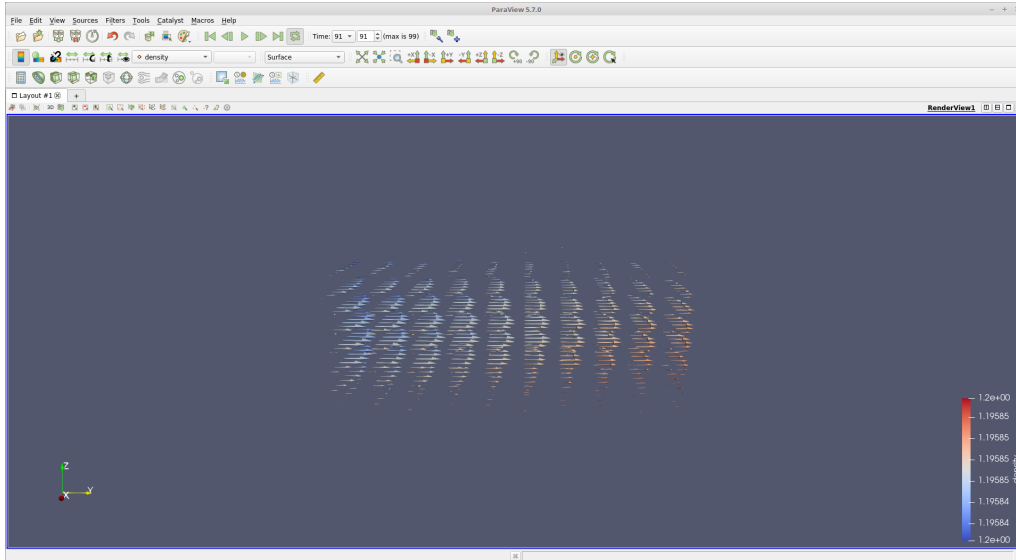 ParaView 5.7.0
File Edit View Sources Filters Tools Catalyst Macros Help
Time: 91 91 (max is 99)
density Surface
Layout #1
3D
RenderView1
1.2e+00
1.19585
1.19585
1.19585
1.19585
1.19584
1.19584
1.2e+00
density
Z
Y
X